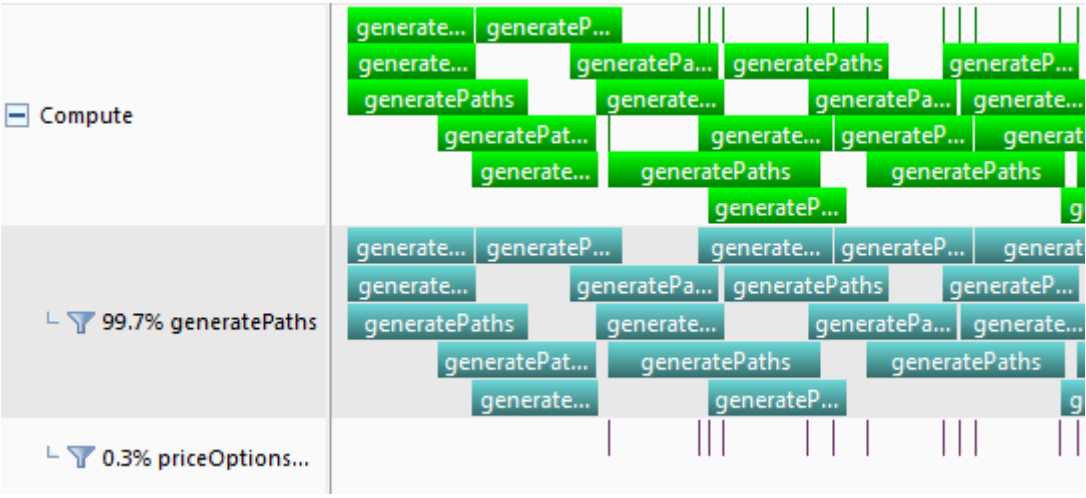 generate... generateP...
generate... generatePa... generatePaths generateP...
Compute generatePaths generate... generatePa... generate...
generatePat... generate... generateP... generat
generate... generatePaths generatePaths
generateP... g
generate... generateP... generate... generateP... generat
generate... generatePa... generatePaths generateP...
99.7% generatePaths generatePaths generate... generatePa... generate...
generatePat... generatePaths generatePaths
generate... generateP... g
0.3% priceOptions...